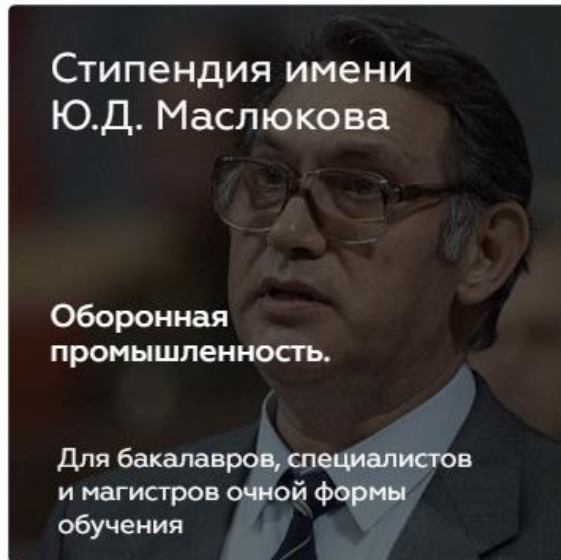 Стипендия имени
Ю.Д. Маслюкова
Оборонная
промышленность.
Для бакалавров, специалистов
и магистров очной формы
обучения